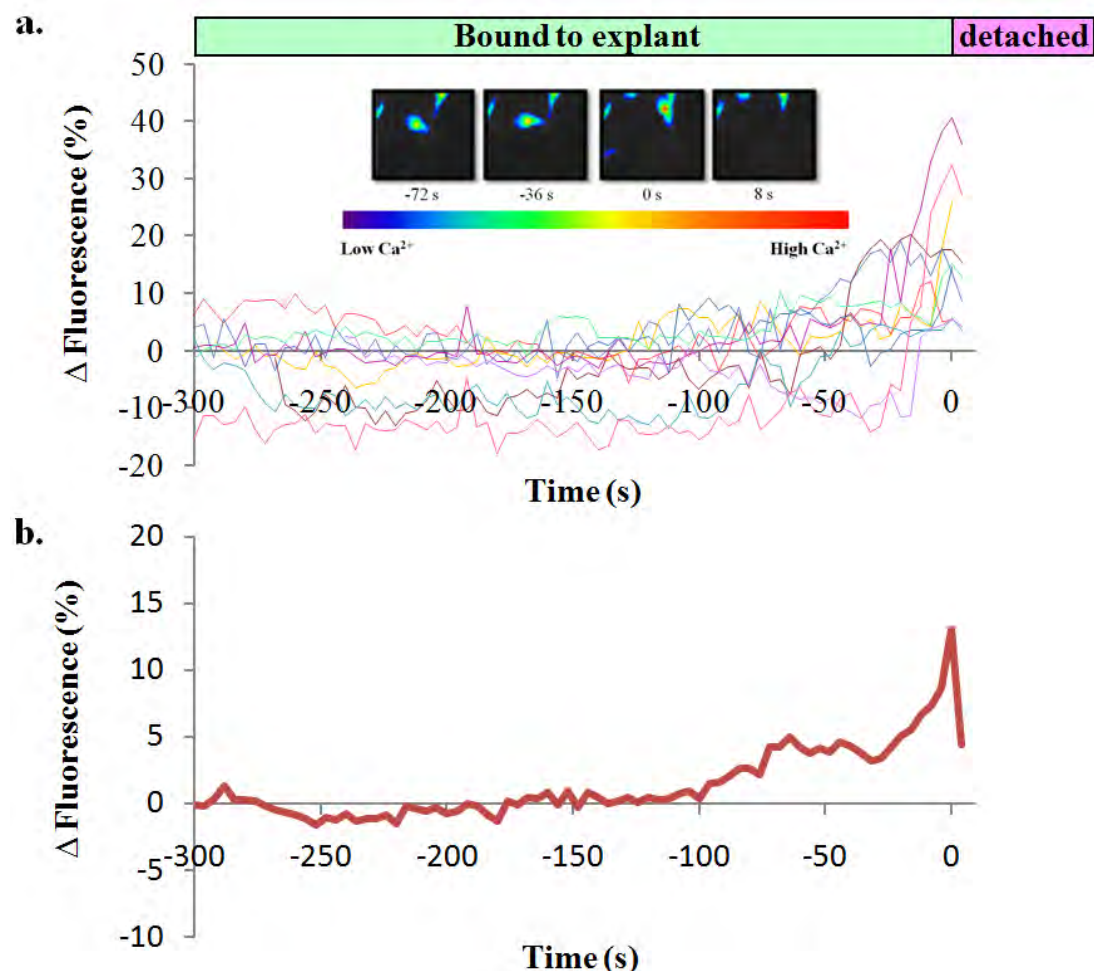 a.
Bound to explant detached
50
40
30
20
10
0
-10
-20
Δ Fluorescence (%)
-72 s -36 s 0 s 8 s
Low Ca²⁺ High Ca²⁺
-300 -250 -200 -150 -100 -50 0
Time (s)
b.
20
15
10
5
0
-5
-10
Δ Fluorescence (%)
-300 -250 -200 -150 -100 -50 0
Time (s)